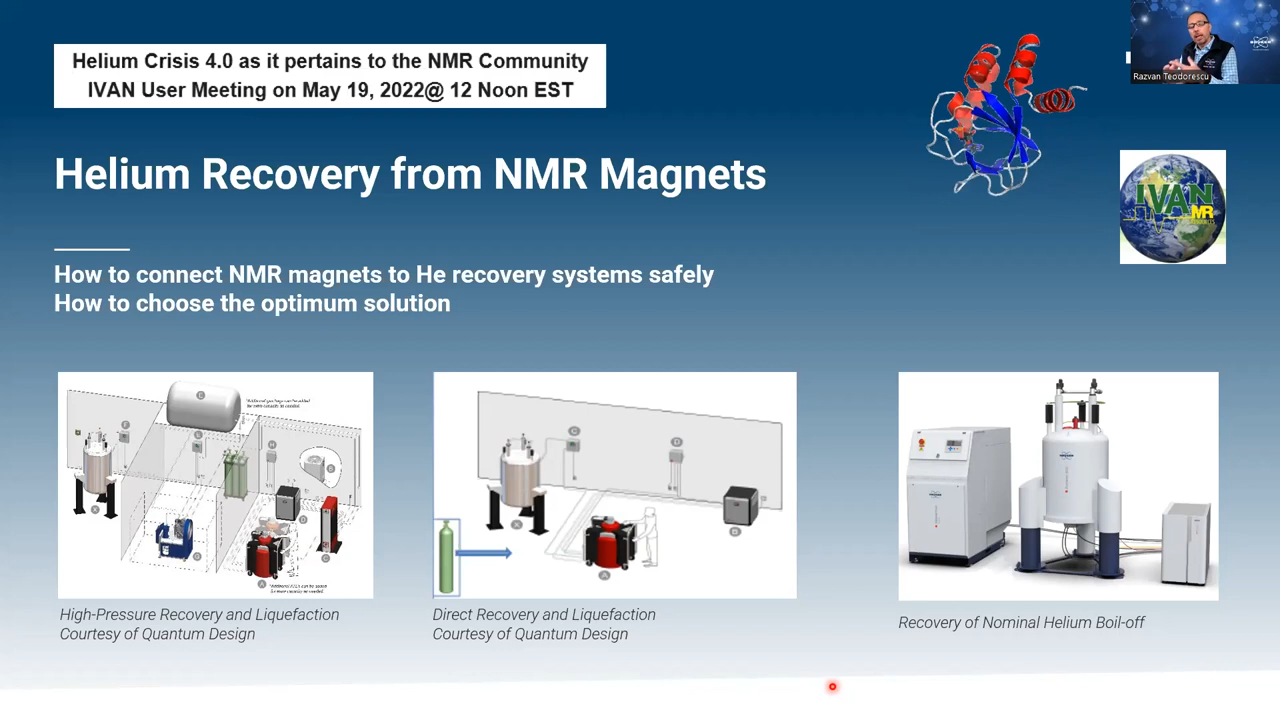 Helium Crisis 4.0 as it pertains to the NMR Community
IVAN User Meeting on May 19, 2022@ 12 Noon EST
Razvan Teodorescu
Helium Recovery from NMR Magnets
IVAN
MR
How to connect NMR magnets to He recovery systems safely
How to choose the optimum solution
High-Pressure Recovery and Liquefaction
Courtesy of Quantum Design
Direct Recovery and Liquefaction
Courtesy of Quantum Design
Recovery of Nominal Helium Boil-off